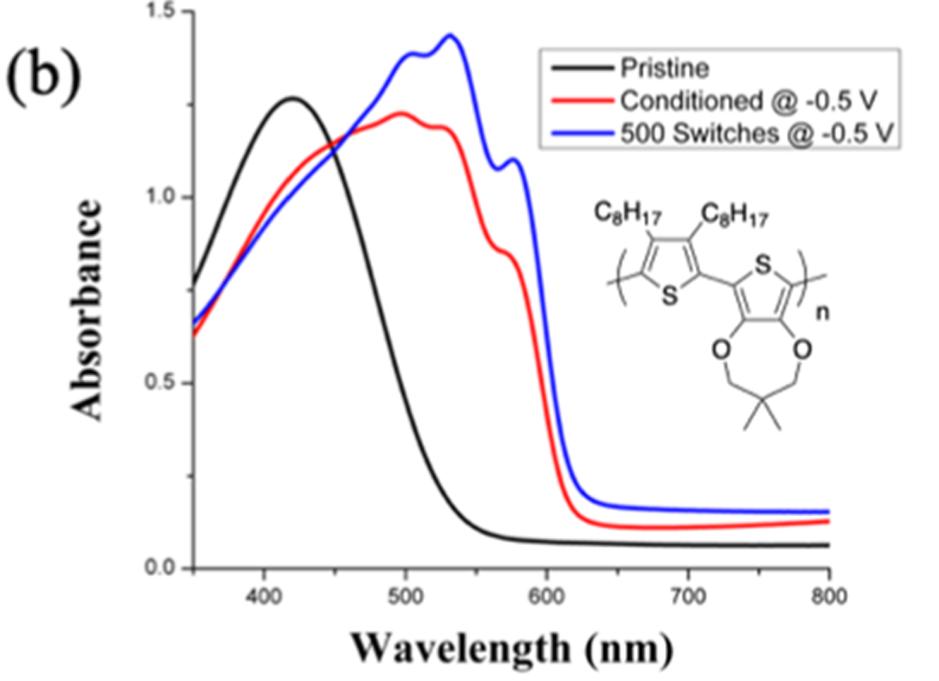 (b)
1.5
1.0
0.5
0.0
Absorbance
Pristine
Conditioned @ -0.5 V
500 Switches @ -0.5 V
C₈H₁₇ C₈H₁₇
S
S
n
O O
400 500 600 700 800
Wavelength (nm)